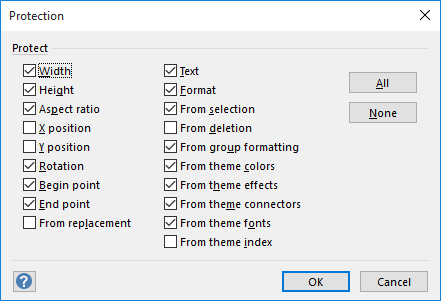 Protection
Protect
Width
Height
Aspect ratio
X position
Y position
Rotation
Begin point
End point
From replacement
Text
Format
From selection
From deletion
From group formatting
From theme colors
From theme effects
From theme connectors
From theme fonts
From theme index
All
None
?
OK
Cancel